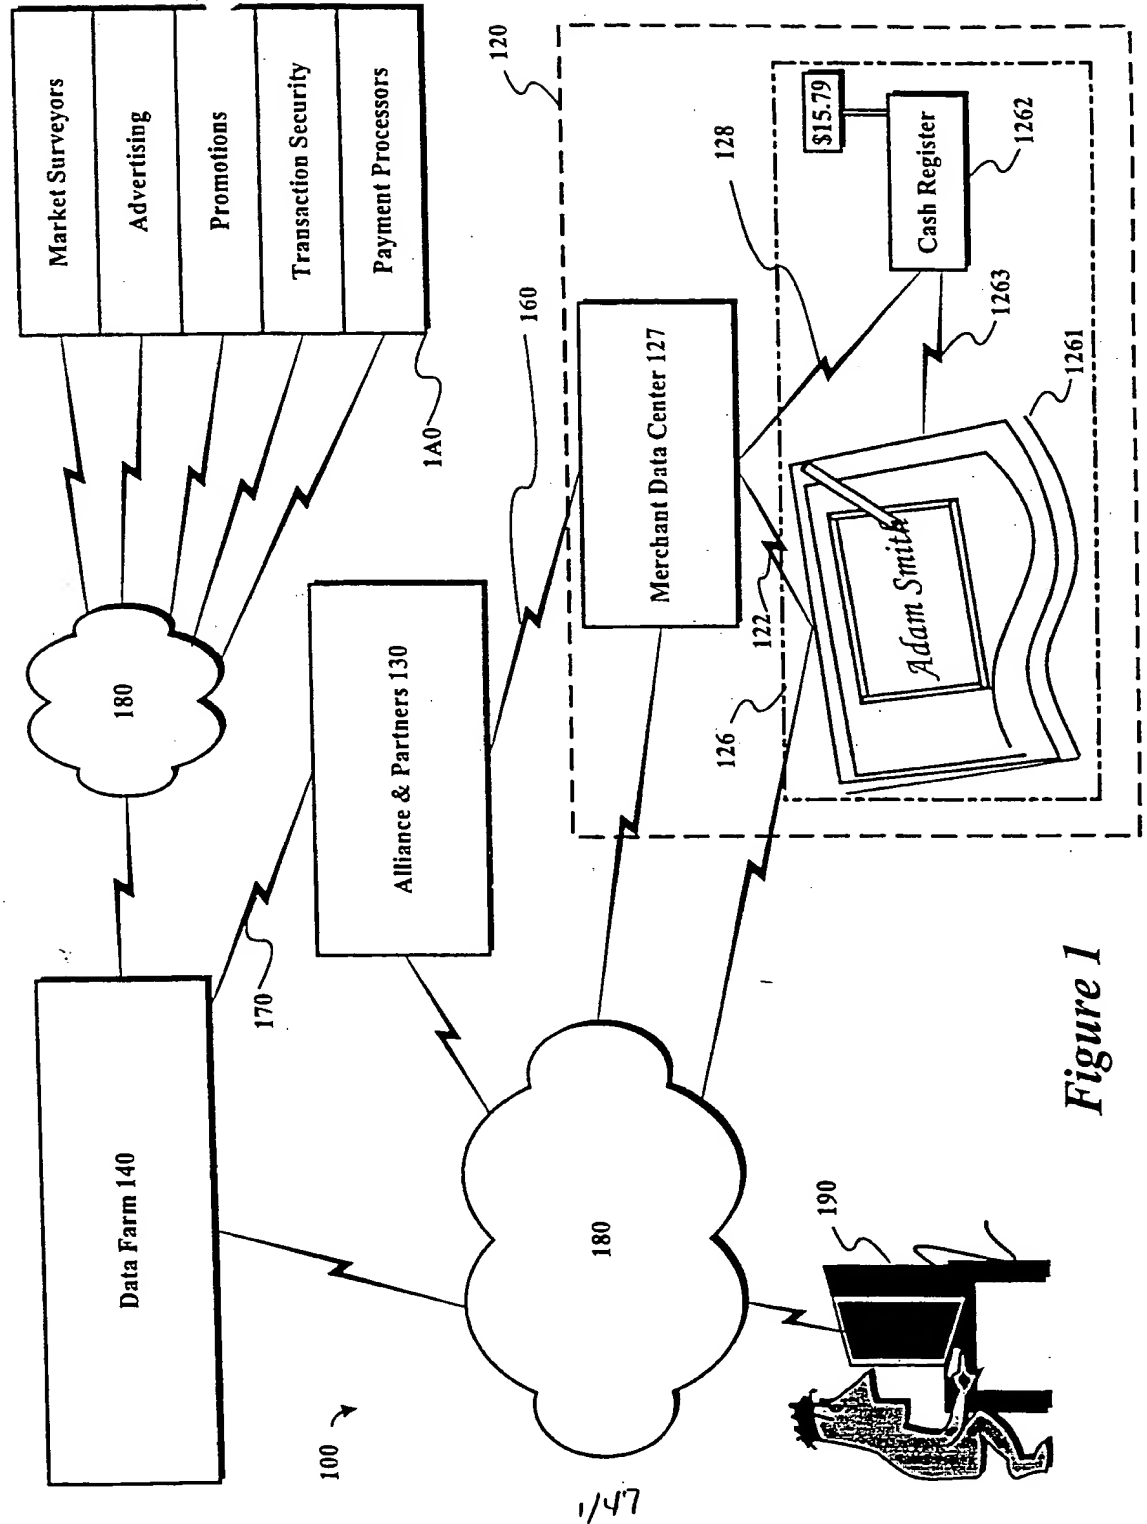 Market Surveyors
Advertising
Promotions
Transaction Security
Payment Processors
1A0
180
Data Farm 140
170
Alliance & Partners 130
160
120
Merchant Data Center 127
128
$15.79
Cash Register
1262
1263
1261
122
126
Adam Smith
180
190
100
Figure 1
1/47